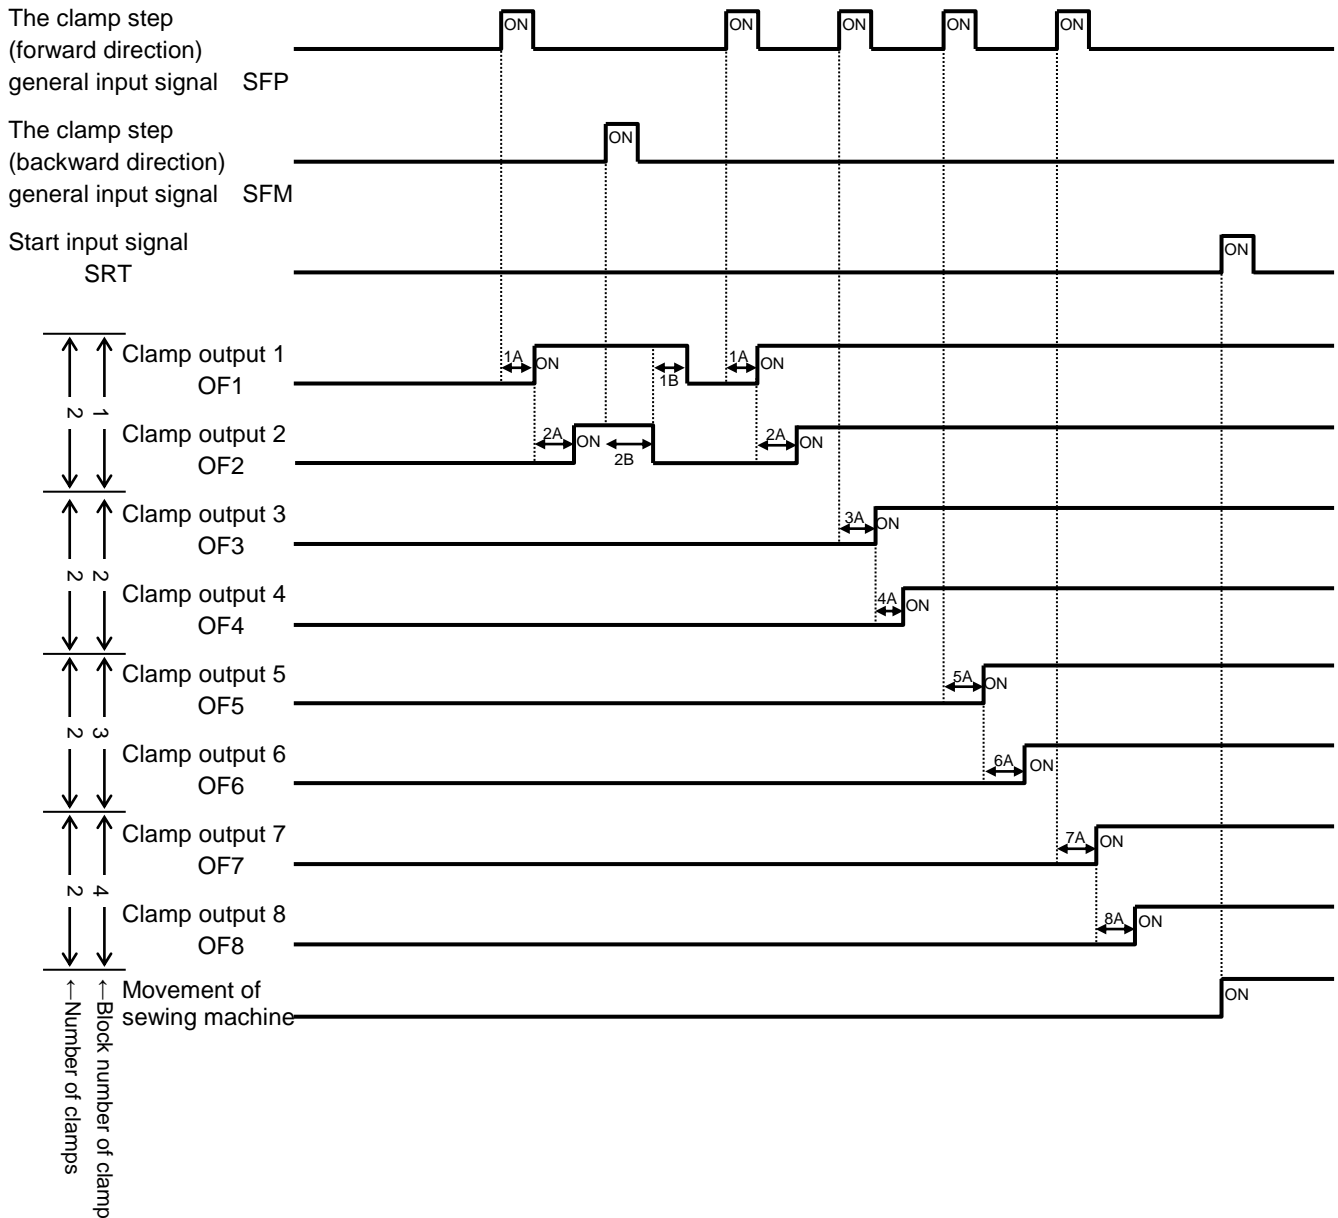 The clamp step
(forward direction)
general input signal SFP
ON ON ON ON ON
The clamp step
(backward direction)
general input signal SFM
ON
Start input signal
SRT
ON
Clamp output 1
OF1
1A ON 1B 1A ON
Clamp output 2
OF2
2A ON 2B 2A ON
2 1
Clamp output 3
OF3
3A ON
Clamp output 4
OF4
4A ON
2 2
Clamp output 5
OF5
5A ON
Clamp output 6
OF6
6A ON
2 3
Clamp output 7
OF7
7A ON
Clamp output 8
OF8
8A ON
2 4
Movement of
sewing machine
ON
←Number of clamps
←Block number of clamp